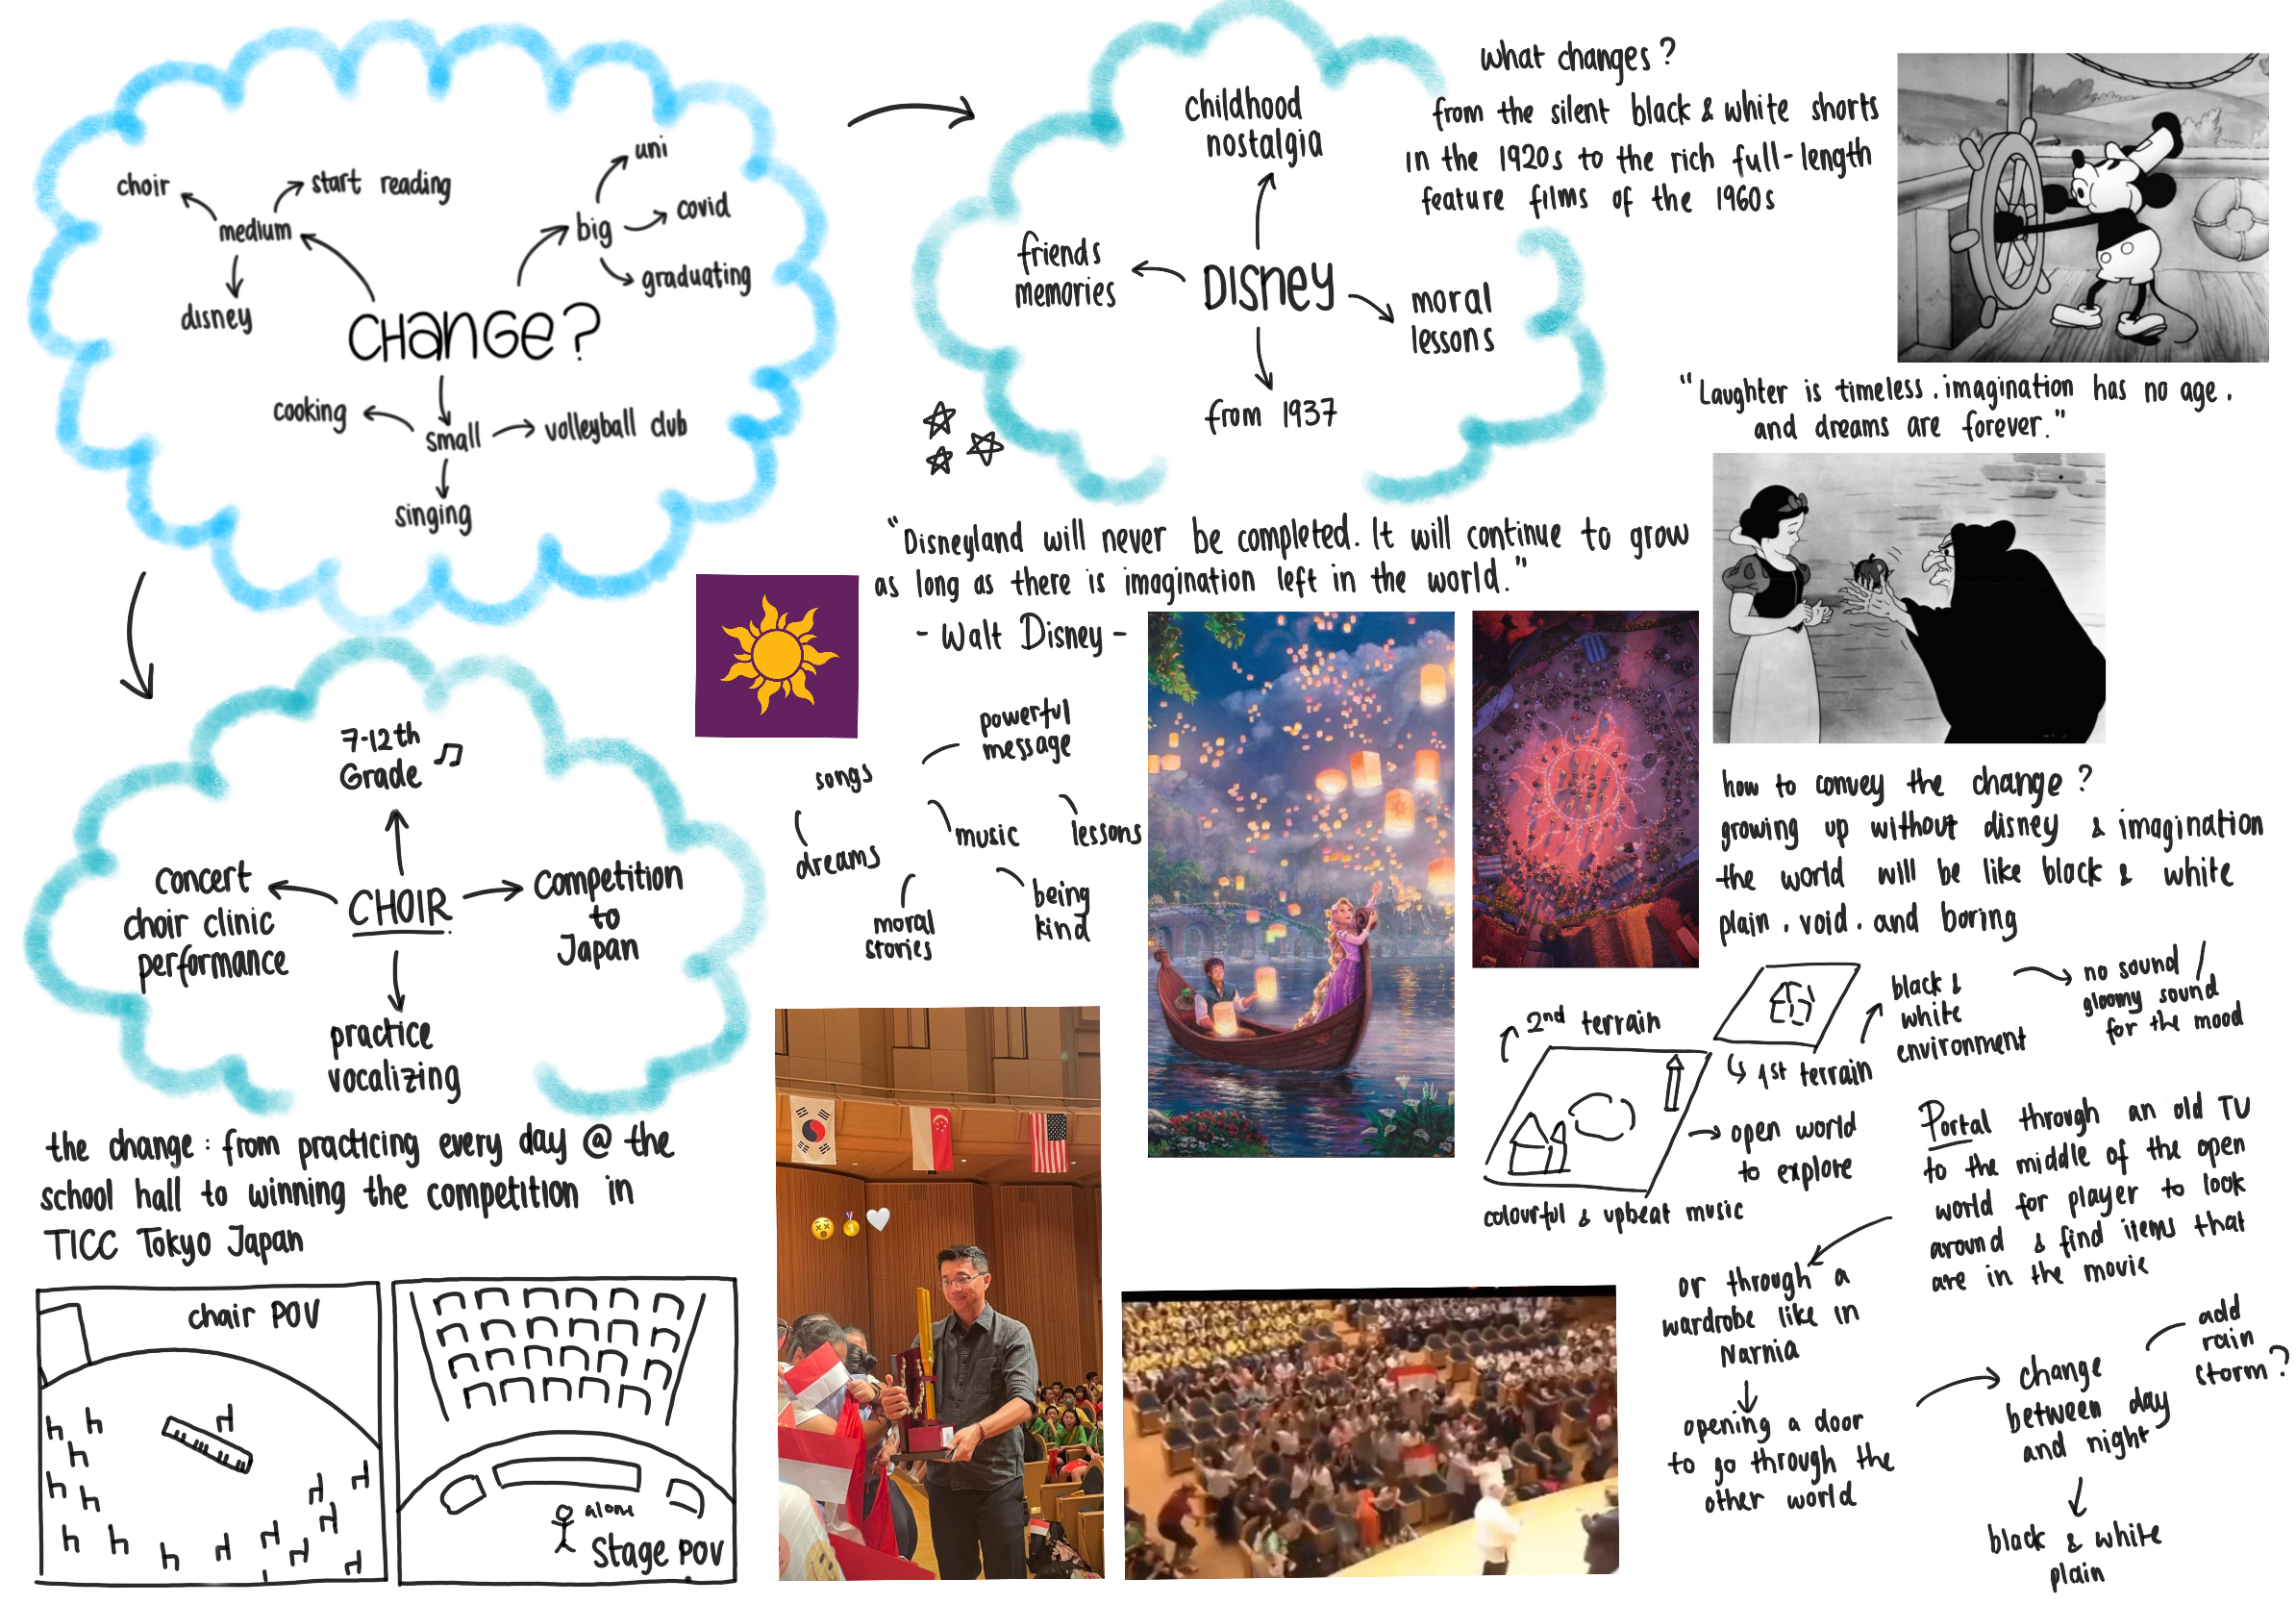 choir
start reading
medium
disney
uni
big
covid
graduating
CHANGE?
cooking
small
volleyball club
singing
childhood
nostalgia
friends
memories
DISNEY
moral
lessons
from 1937
what changes?
from the silent black & white shorts
in the 1920s to the rich full-length
feature films of the 1960s
"Laughter is timeless. imagination has no age.
and dreams are forever."
"Disneyland will never be completed. It will continue to grow
as long as there is imagination left in the world."
- Walt Disney -
7-12th
Grade
concert
choir clinic
performance
CHOIR
competition
to
Japan
practice
vocalizing
the change: from practicing every day @ the
school hall to winning the competition in
TICC Tokyo Japan
chair POV
alone
Stage POV
powerful
message
songs
music
lessons
dreams
moral
stories
being
kind
how to convey the change?
growing up without disney & imagination
the world will be like black & white
plain. void. and boring
2nd terrain
1st terrain
black &
white
environment
no sound /
gloomy sound
for the mood
open world
to explore
colourful & upbeat music
Portal through an old TV
to the middle of the open
world for player to look
around & find items that
are in the movie
or through a
wardrobe like in
Narnia
opening a door
to go through the
other world
change
between day
and night
add
rain
storm?
black & white
plain